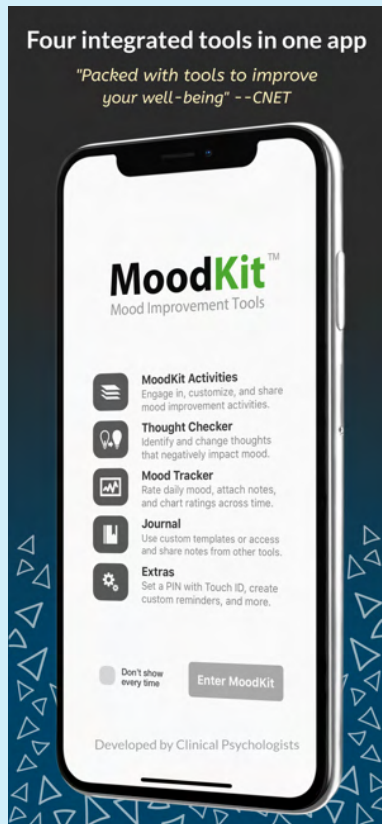 Four integrated tools in one app
"Packed with tools to improve
your well-being" --CNET
MoodKit™
Mood Improvement Tools
MoodKit Activities
Engage in, customize, and share
mood improvement activities.
Thought Checker
Identify and change thoughts
that negatively impact mood.
Mood Tracker
Rate daily mood, attach notes,
and chart ratings across time.
Journal
Use custom templates or access
and share notes from other tools.
Extras
Set a PIN with Touch ID, create
custom reminders, and more.
Don't show
every time
Enter MoodKit
Developed by Clinical Psychologists